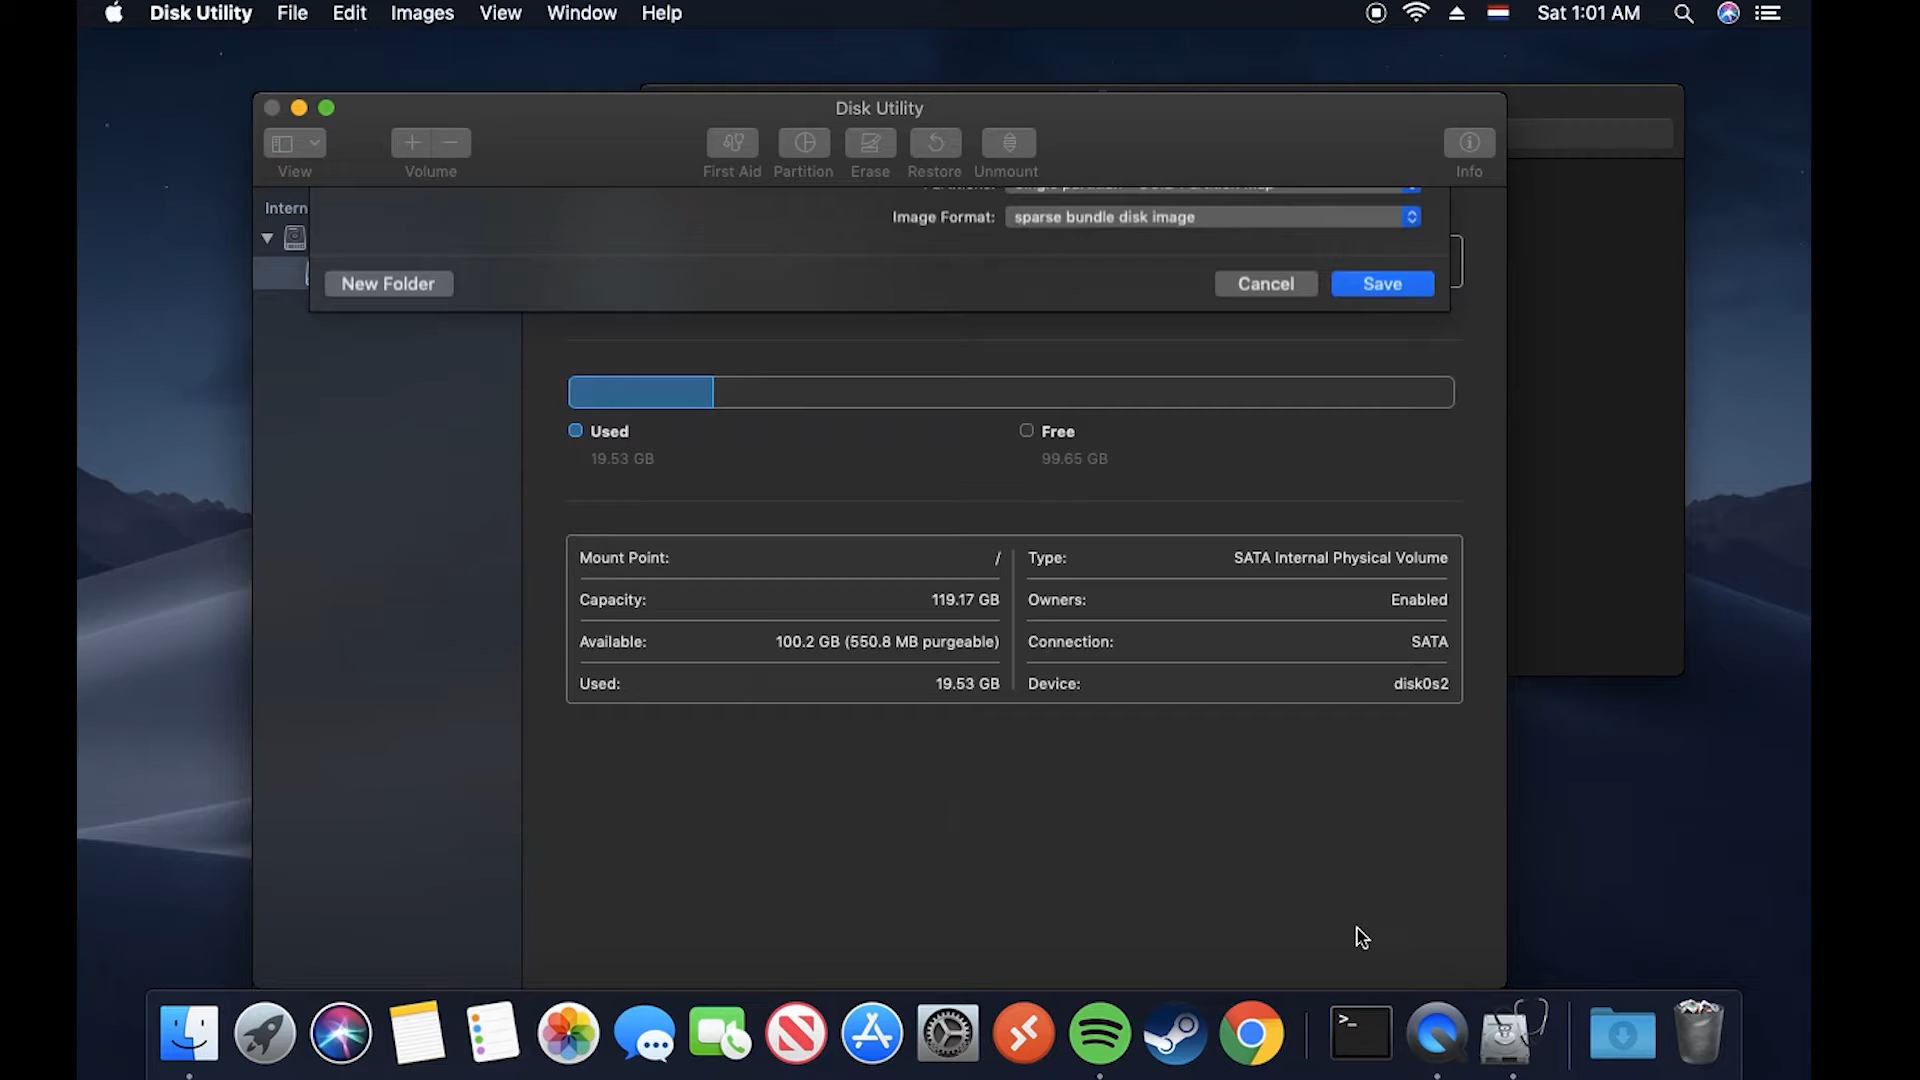 Disk Utility File Edit Images View Window Help Sat 1:01 AM
Disk Utility
View Volume First Aid Partition Erase Restore Unmount Info
Intern
Image Format: sparse bundle disk image
New Folder Cancel Save
Used Free
19.53 GB 99.65 GB
Mount Point: / Type: SATA Internal Physical Volume
Capacity: 119.17 GB Owners: Enabled
Available: 100.2 GB (550.8 MB purgeable) Connection: SATA
Used: 19.53 GB Device: disk0s2
>_